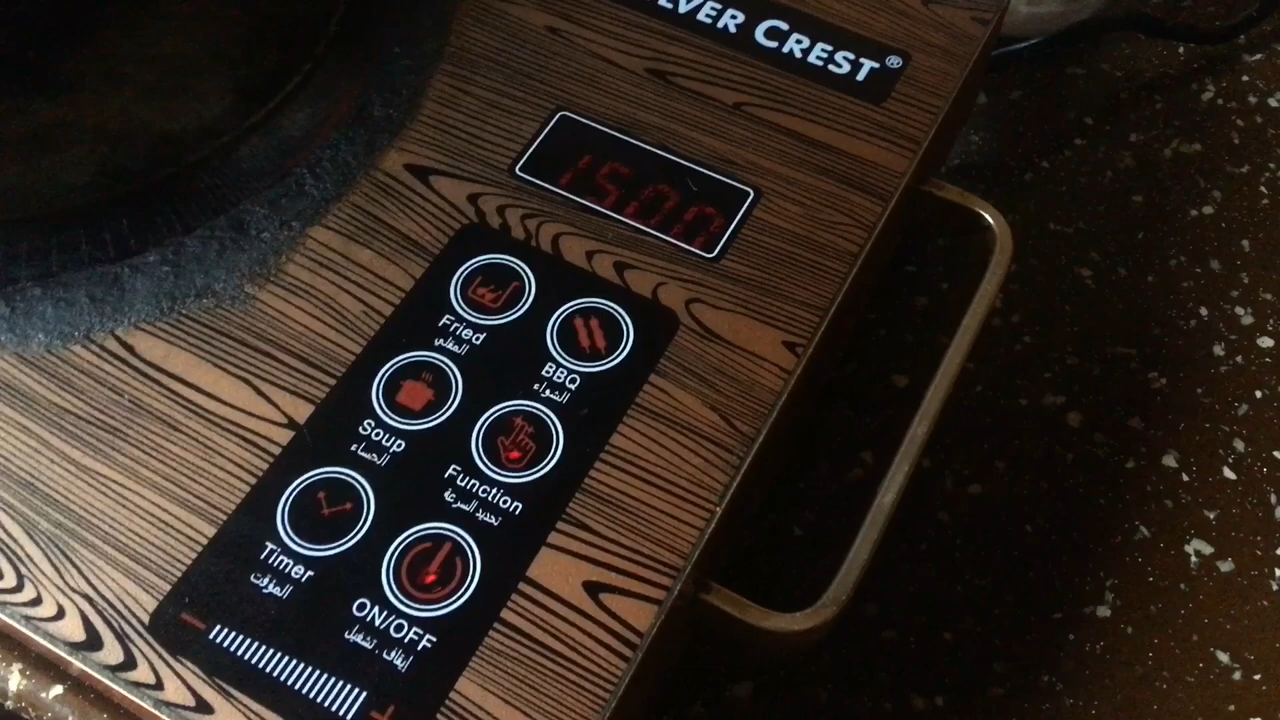 LVER CREST®
1500
Fried
المقلي
BBQ
الشواء
Soup
الحساء
Function
تحديد السرعة
Timer
المؤقت
ON/OFF
إيقاف . تشغيل
- +